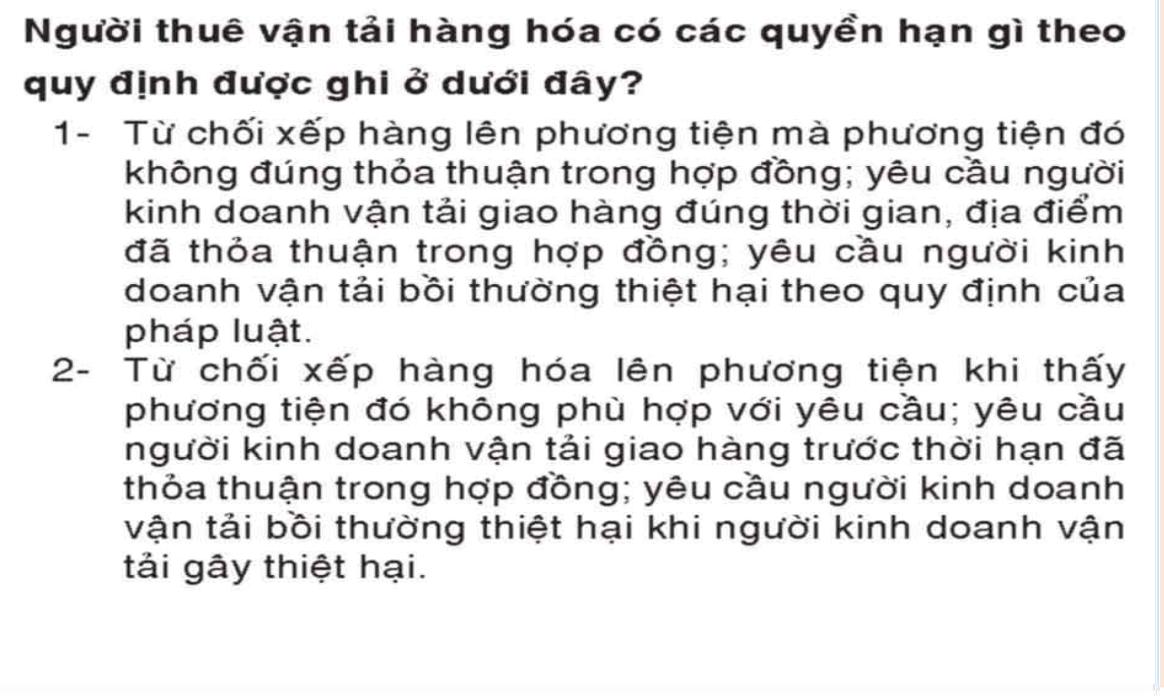 Người thuê vận tải hàng hóa có các quyền hạn gì theo
quy định được ghi ở dưới đây?
1- Từ chối xếp hàng lên phương tiện mà phương tiện đó
không đúng thỏa thuận trong hợp đồng; yêu cầu người
kinh doanh vận tải giao hàng đúng thời gian, địa điểm
đã thỏa thuận trong hợp đồng; yêu cầu người kinh
doanh vận tải bồi thường thiệt hại theo quy định của
pháp luật.
2- Từ chối xếp hàng hóa lên phương tiện khi thấy
phương tiện đó không phù hợp với yêu cầu; yêu cầu
người kinh doanh vận tải giao hàng trước thời hạn đã
thỏa thuận trong hợp đồng; yêu cầu người kinh doanh
vận tải bồi thường thiệt hại khi người kinh doanh vận
tải gây thiệt hại.